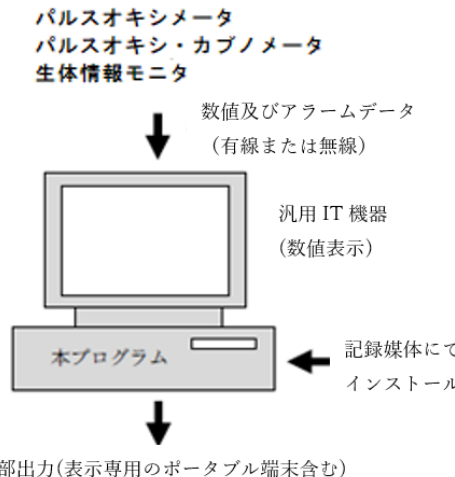 パルスオキシメータ
パルスオキシ・カブノメータ
生体情報モニタ
数値及びアラームデータ
(有線または無線)
汎用 IT 機器
(数値表示)
本プログラム
記録媒体にて
インストール
部出力(表示専用のポータブル端末含む)